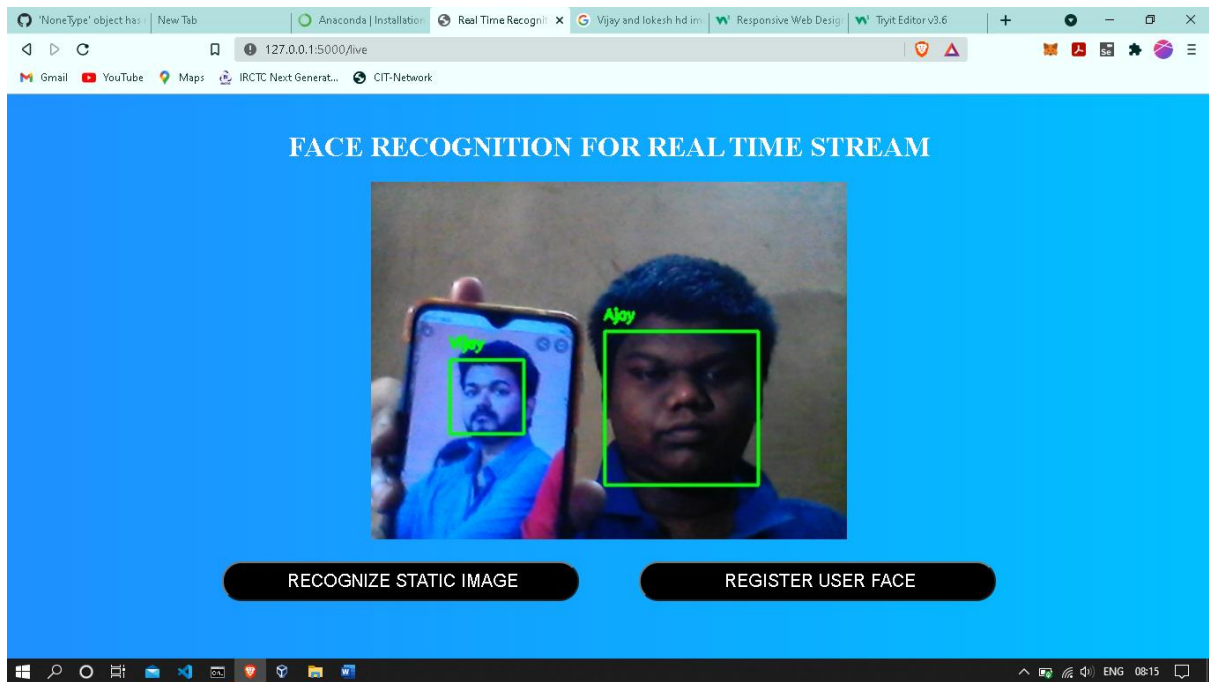 'NoneType' object has
New Tab
Anaconda | Installation
Real Time Recognit
Vijay and lokesh hd im
Responsive Web Design
Tryit Editor v3.6
127.0.0.1:5000/live
Gmail
YouTube
Maps
IRCTC Next Generat...
CIT-Network
FACE RECOGNITION FOR REAL TIME STREAM
Ajay
Vijay
RECOGNIZE STATIC IMAGE
REGISTER USER FACE
ENG
08:15